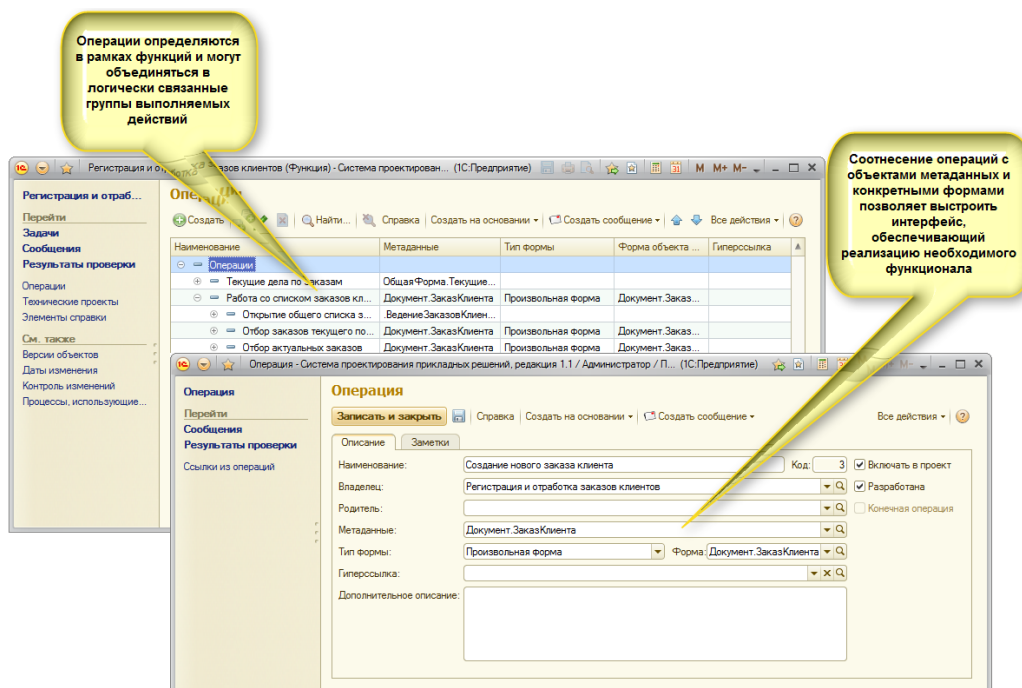 Операции определяются
в рамках функций и могут
объединяться в
логически связанные
группы выполняемых
действий
Соотнесение операций с
объектами метаданных и
конкретными формами
позволяет выстроить
интерфейс,
обеспечивающий
реализацию необходимого
функционала
заказов клиентов (Функция) - Система проектирован... (1С:Предприятие) M M+ M-
Регистрация и отраб...
Перейти
Задачи
Сообщения
Результаты проверки
Операции
Технические проекты
Элементы справки
См. также
Версии объектов
Даты изменения
Контроль изменений
Процессы, использующие...
Создать Найти... Справка Создать на основании Создать сообщение Все действия
Наименование Метаданные Тип формы Форма объекта ... Гиперссылка
Операции
Текущие дела по заказам ОбщаяФорма.Текущие...
Работа со списком заказов кл... Документ.ЗаказКлиента Произвольная форма Документ.Заказ...
Открытие общего списка з... .ВедениеЗаказовКлиен...
Отбор заказов текущего по... Документ.ЗаказКлиента Произвольная форма Документ.Заказ...
Отбор актуальных заказов Документ.ЗаказКлиента Произвольная форма Документ.Заказ...
Операция - Система проектирования прикладных решений, редакция 1.1 / Администратор / П... (1С:Предприятие)
Операция
Перейти
Сообщения
Результаты проверки
Ссылки из операций
Операция
Записать и закрыть Справка Создать на основании Создать сообщение Все действия
Описание Заметки
Наименование: Создание нового заказа клиента Код: 3 Включать в проект
Владелец: Регистрация и отработка заказов клиентов Разработана
Родитель: Конечная операция
Метаданные: Документ.ЗаказКлиента
Тип формы: Произвольная форма Форма: Документ.ЗаказКлиента
Гиперссылка:
Дополнительное описание: